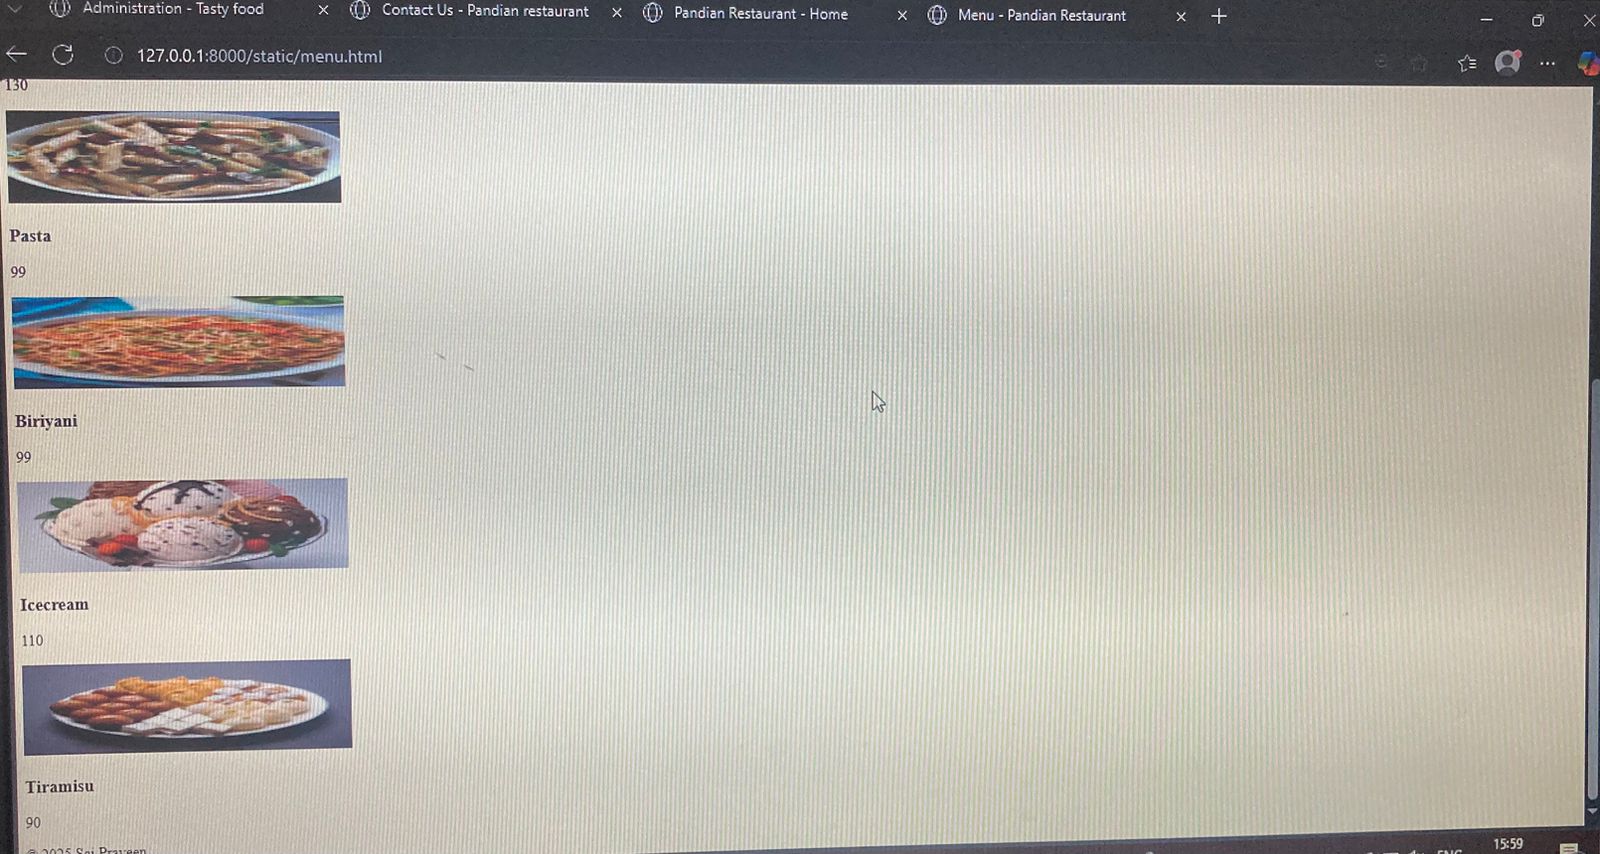 Administration - Tasty food
Contact Us - Pandian restaurant
Pandian Restaurant - Home
Menu - Pandian Restaurant
127.0.0.1:8000/static/menu.html
130
Pasta
99
Biriyani
99
Icecream
110
Tiramisu
90
© 2025 Sai Praveen
ENG
15:59